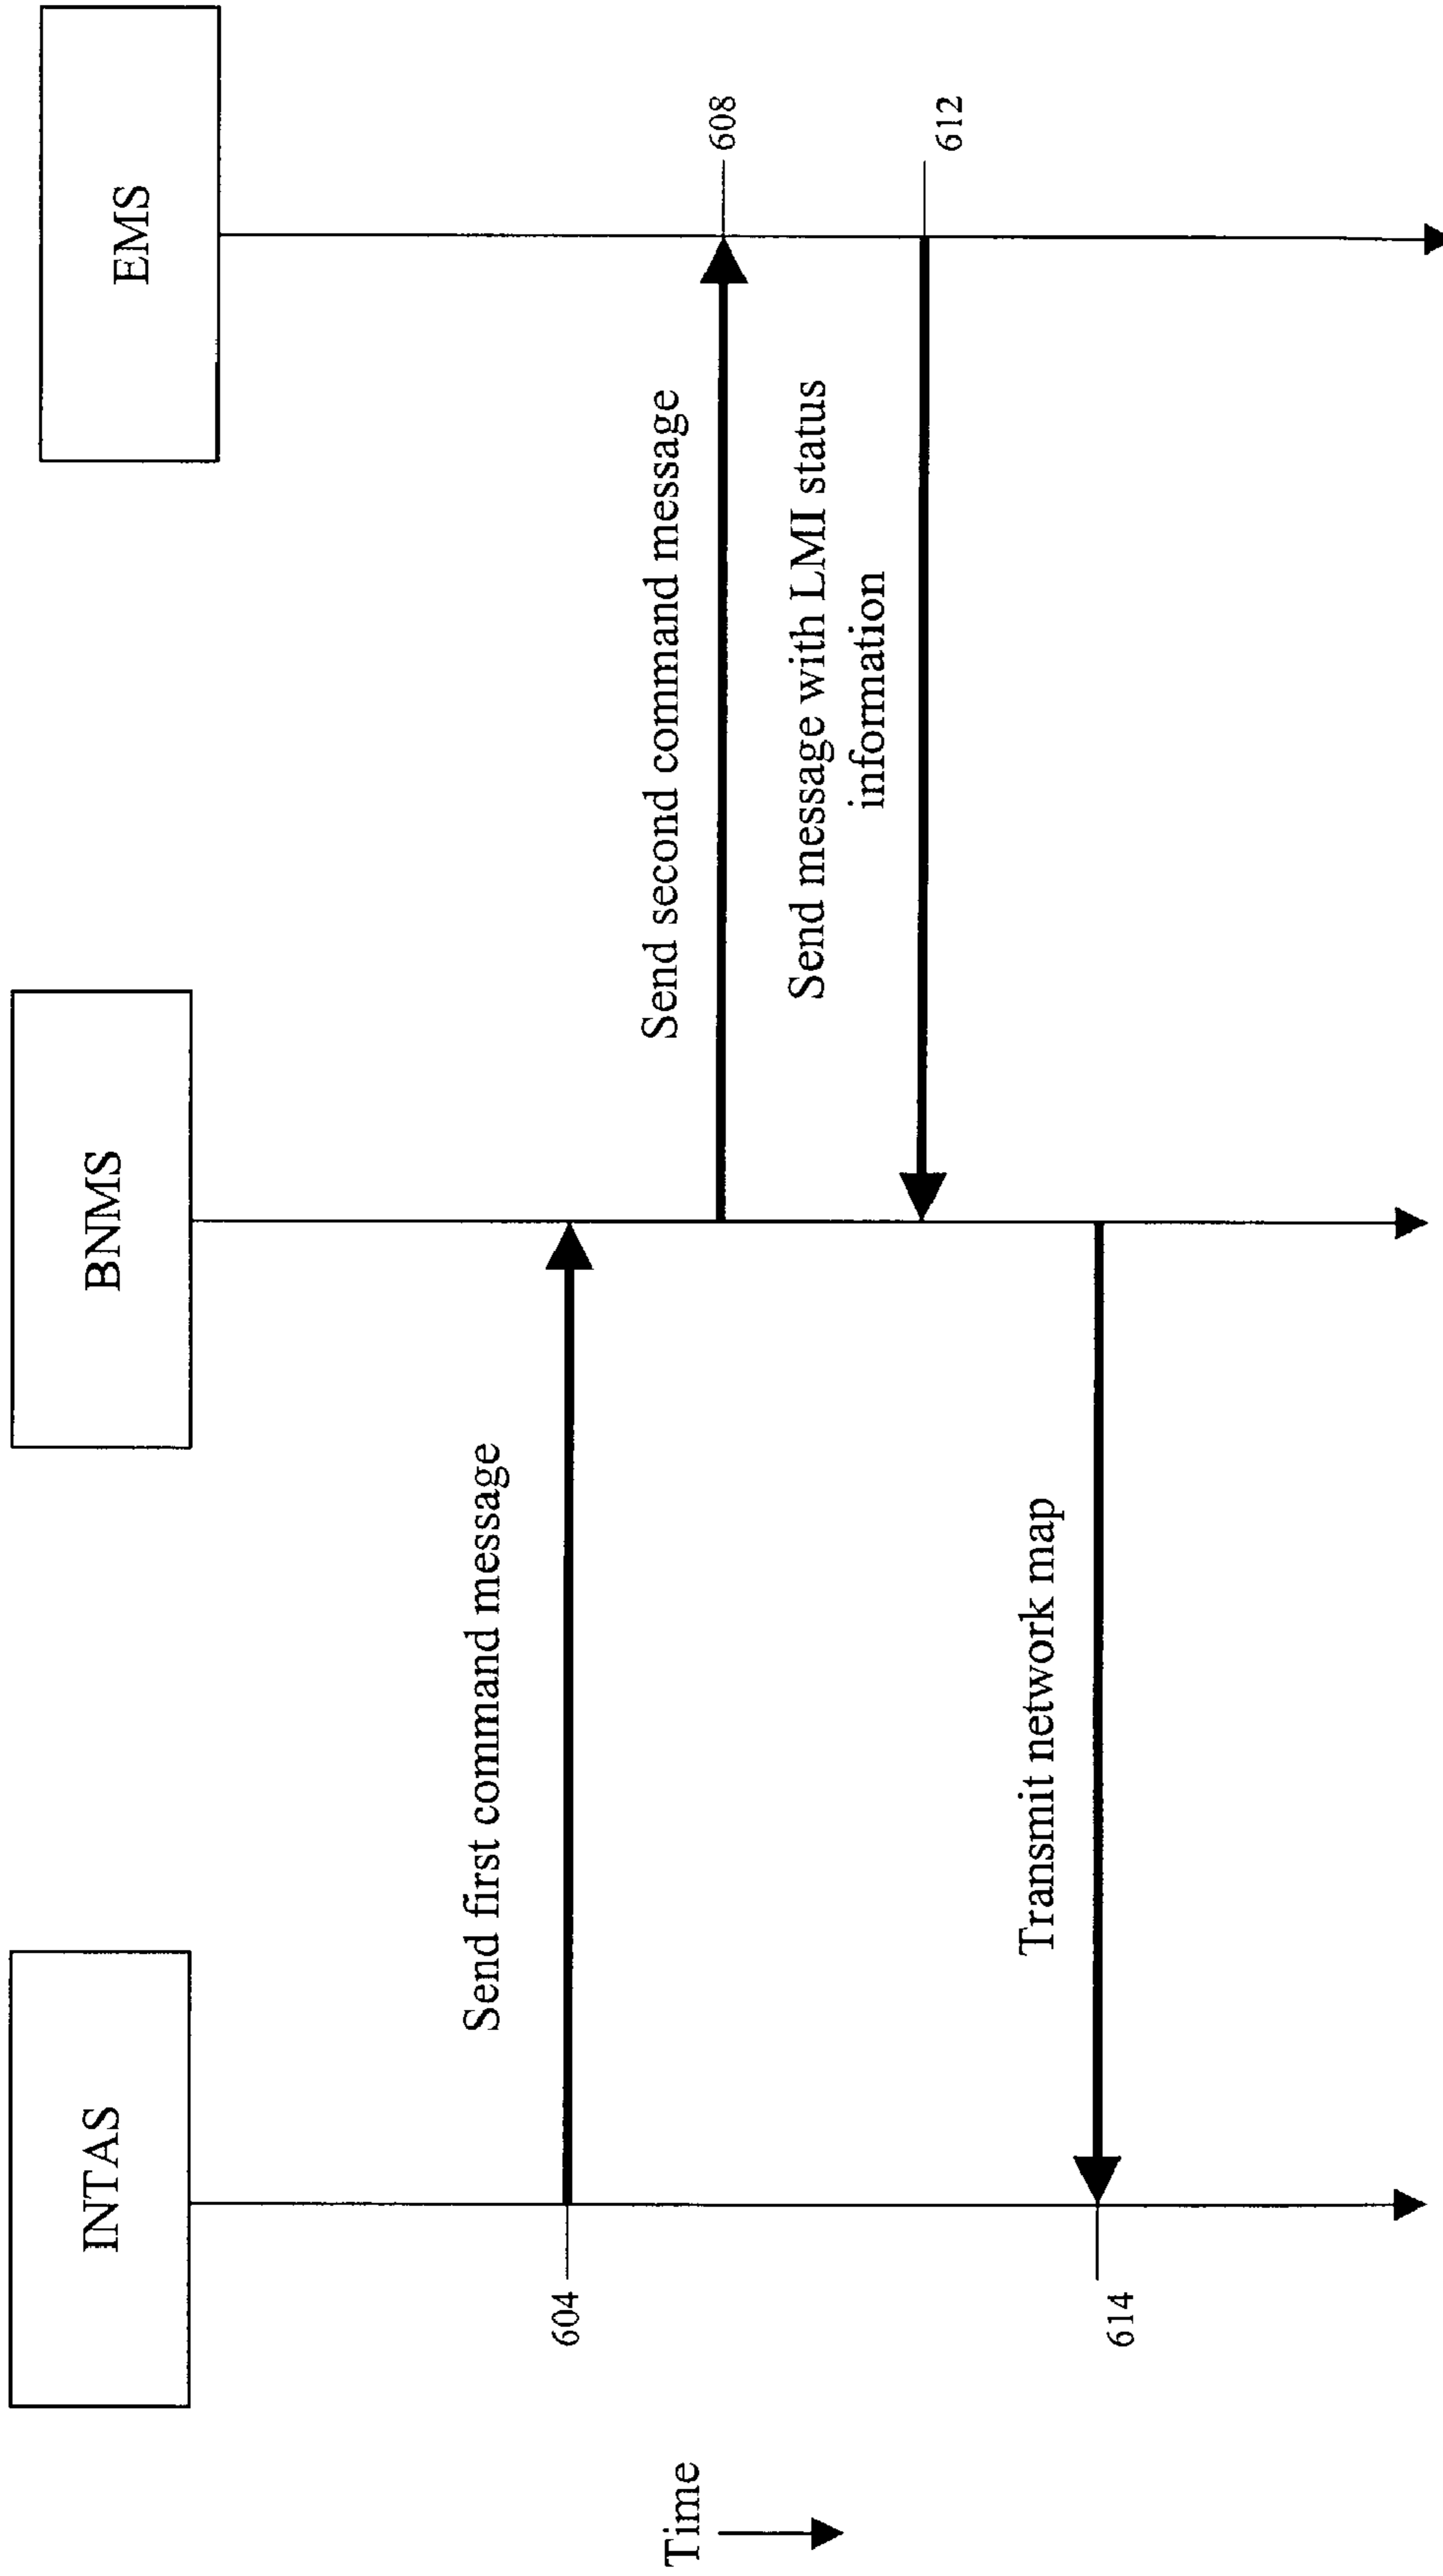 INTAS
BNMS
EMS
Time
Send first command message
604
Send second command message
608
Send message with LMI status
information
612
Transmit network map
614